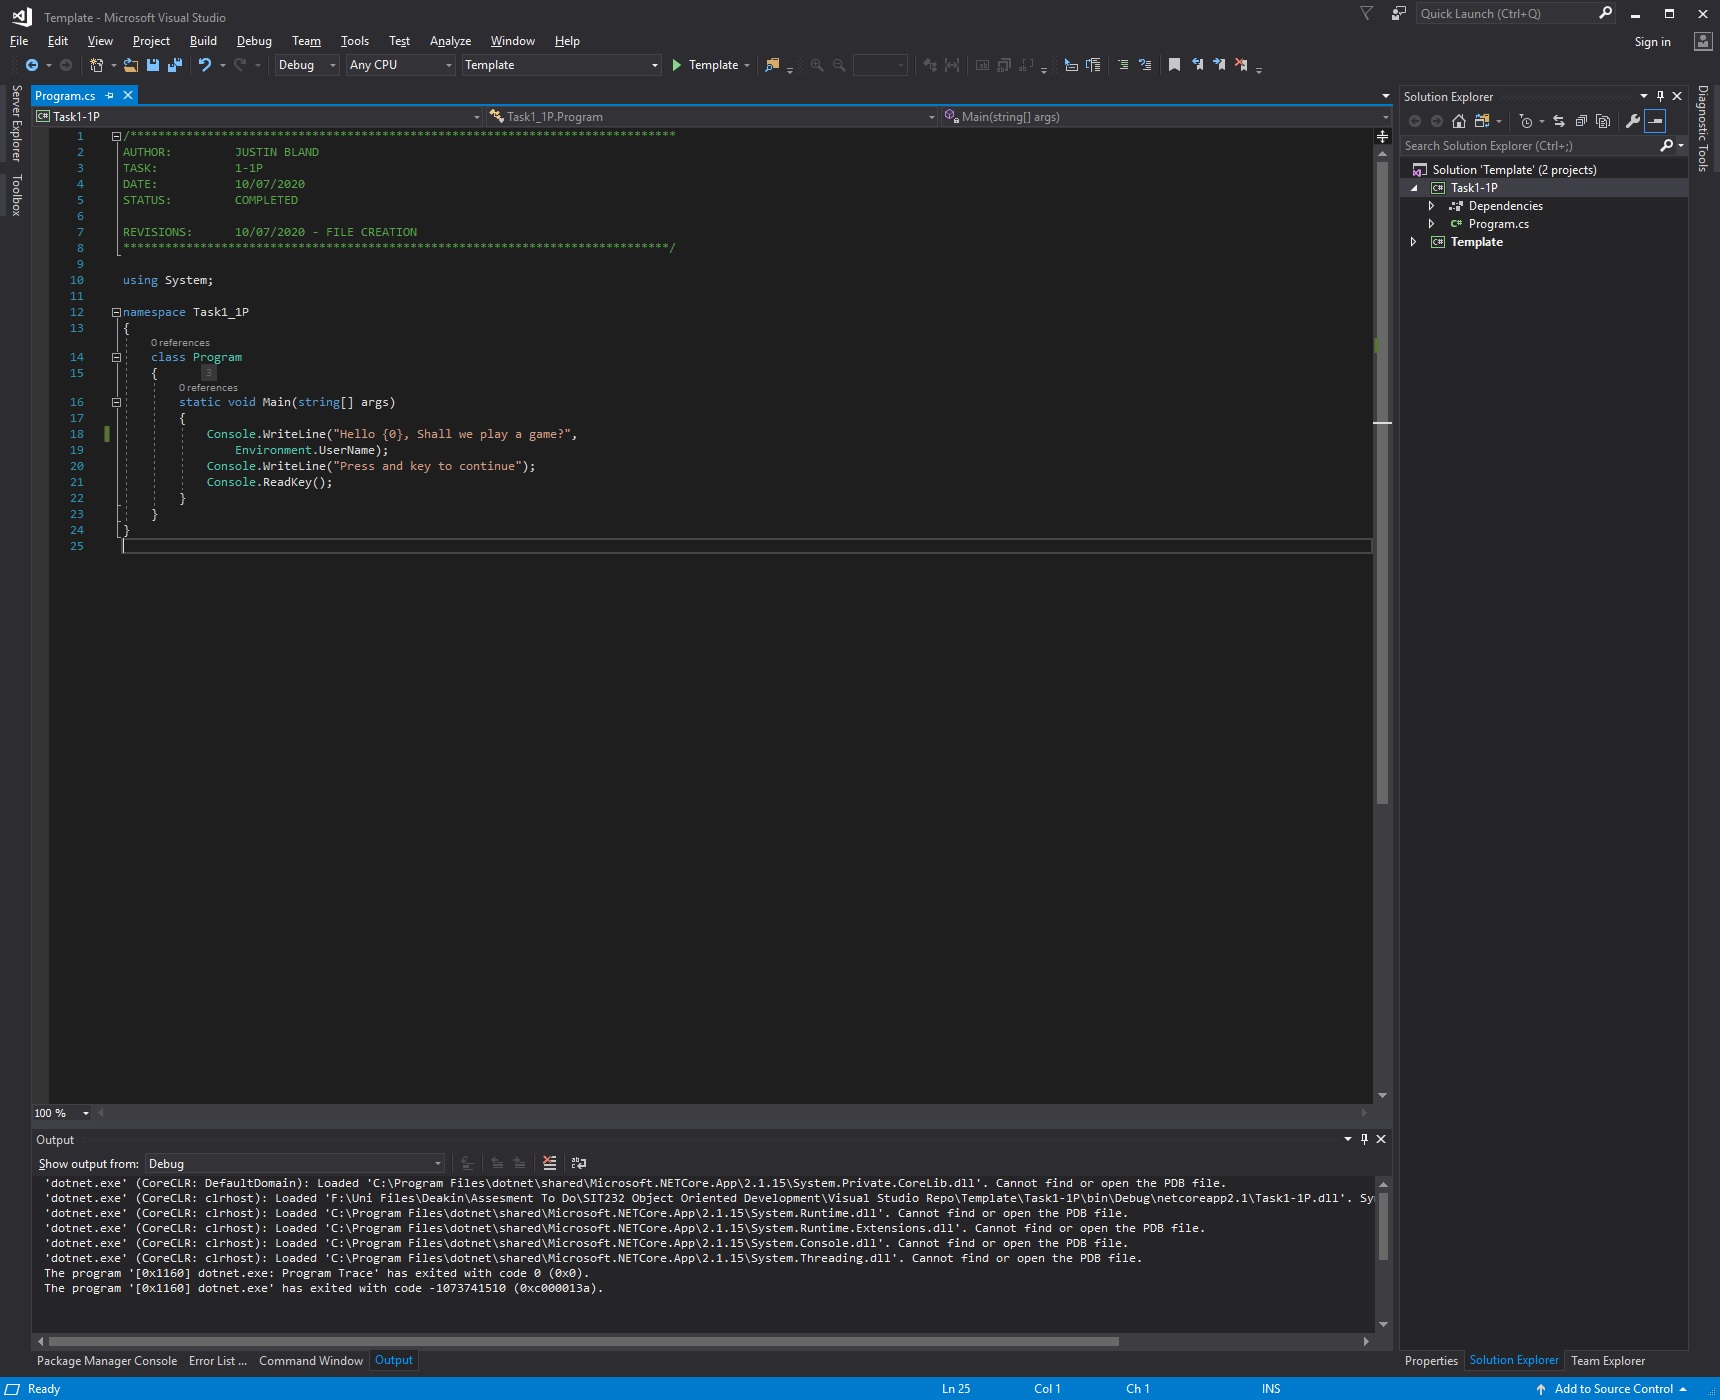 Template - Microsoft Visual Studio
Quick Launch (Ctrl+Q)
File Edit View Project Build Debug Team Tools Test Analyze Window Help
Sign in
Debug Any CPU Template Template
Server Explorer
Toolbox
Program.cs
Task1-1P Task1_1P.Program Main(string[] args)
1 /******************************************************************************
2 AUTHOR: JUSTIN BLAND
3 TASK: 1-1P
4 DATE: 10/07/2020
5 STATUS: COMPLETED
6
7 REVISIONS: 10/07/2020 - FILE CREATION
8 ******************************************************************************/
9
10 using System;
11
12 namespace Task1_1P
13 {
0 references
14 class Program
15 { 3
0 references
16 static void Main(string[] args)
17 {
18 Console.WriteLine("Hello {0}, Shall we play a game?",
19 Environment.UserName);
20 Console.WriteLine("Press and key to continue");
21 Console.ReadKey();
22 }
23 }
24 }
25
100 %
Solution Explorer
Search Solution Explorer (Ctrl+;)
Solution 'Template' (2 projects)
C# Task1-1P
Dependencies
C# Program.cs
C# Template
Diagnostic Tools
Output
Show output from: Debug
'dotnet.exe' (CoreCLR: DefaultDomain): Loaded 'C:\Program Files\dotnet\shared\Microsoft.NETCore.App\2.1.15\System.Private.CoreLib.dll'. Cannot find or open the PDB file.
'dotnet.exe' (CoreCLR: clrhost): Loaded 'F:\Uni Files\Deakin\Assesment To Do\SIT232 Object Oriented Development\Visual Studio Repo\Template\Task1-1P\bin\Debug\netcoreapp2.1\Task1-1P.dll'. Sy
'dotnet.exe' (CoreCLR: clrhost): Loaded 'C:\Program Files\dotnet\shared\Microsoft.NETCore.App\2.1.15\System.Runtime.dll'. Cannot find or open the PDB file.
'dotnet.exe' (CoreCLR: clrhost): Loaded 'C:\Program Files\dotnet\shared\Microsoft.NETCore.App\2.1.15\System.Runtime.Extensions.dll'. Cannot find or open the PDB file.
'dotnet.exe' (CoreCLR: clrhost): Loaded 'C:\Program Files\dotnet\shared\Microsoft.NETCore.App\2.1.15\System.Console.dll'. Cannot find or open the PDB file.
'dotnet.exe' (CoreCLR: clrhost): Loaded 'C:\Program Files\dotnet\shared\Microsoft.NETCore.App\2.1.15\System.Threading.dll'. Cannot find or open the PDB file.
The program '[0x1160] dotnet.exe: Program Trace' has exited with code 0 (0x0).
The program '[0x1160] dotnet.exe' has exited with code -1073741510 (0xc000013a).
Package Manager Console Error List ... Command Window Output
Properties Solution Explorer Team Explorer
Ready Ln 25 Col 1 Ch 1 INS Add to Source Control